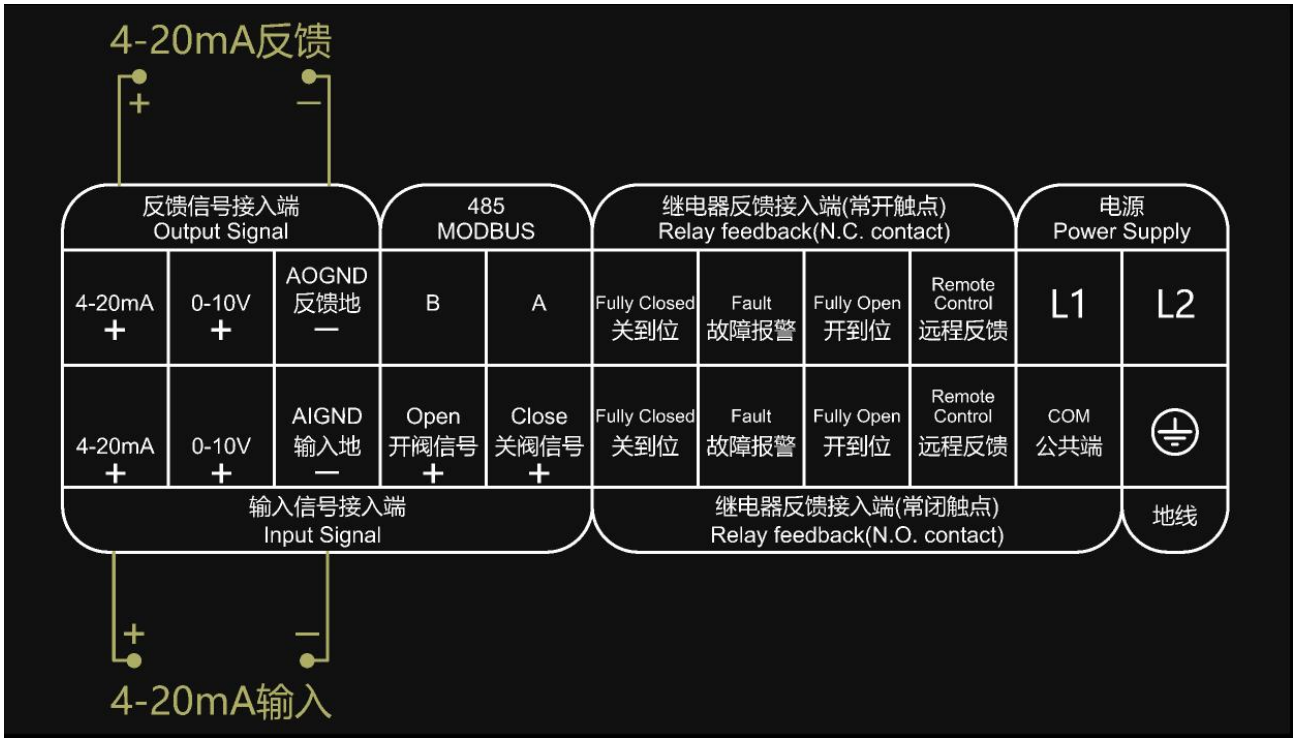 4-20mA反馈
+ —
反馈信号接入端
Output Signal
485
MODBUS
继电器反馈接入端(常开触点)
Relay feedback(N.C. contact)
电源
Power Supply
4-20mA
+
0-10V
+
AOGND
反馈地
—
B
A
Fully Closed
关到位
Fault
故障报警
Fully Open
开到位
Remote
Control
远程反馈
L1
L2
4-20mA
+
0-10V
+
AIGND
输入地
—
Open
开阀信号
+
Close
关阀信号
+
Fully Closed
关到位
Fault
故障报警
Fully Open
开到位
Remote
Control
远程反馈
COM
公共端
输入信号接入端
Input Signal
继电器反馈接入端(常闭触点)
Relay feedback(N.O. contact)
地线
+ —
4-20mA输入